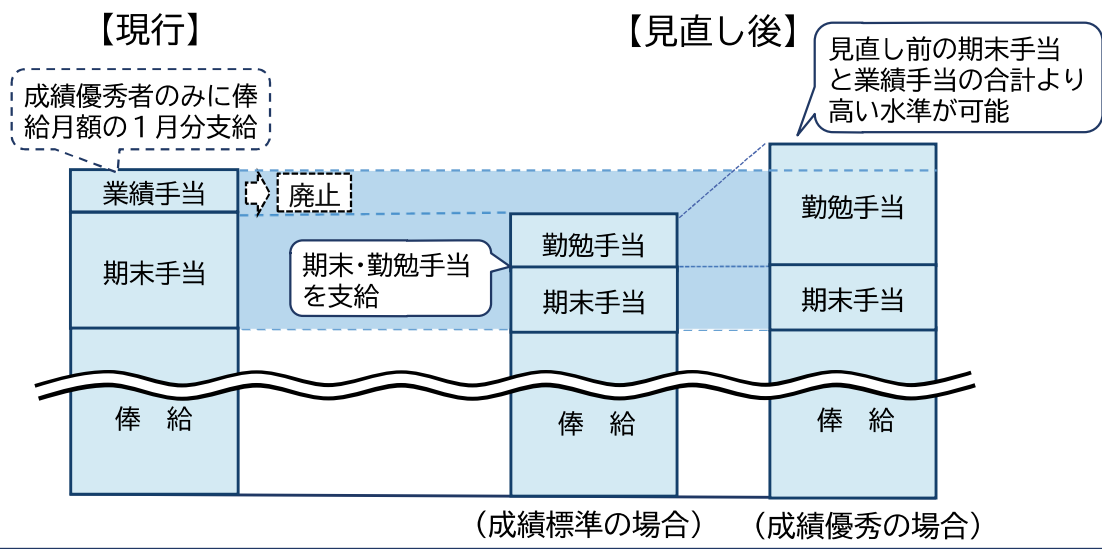 【現行】
【見直し後】
見直し前の期末手当
と業績手当の合計より
高い水準が可能
成績優秀者のみに俸
給月額の１月分支給
業績手当
廃止
期末手当
俸　給
期末・勤勉手当
を支給
勤勉手当
期末手当
俸　給
勤勉手当
期末手当
俸　給
（成績標準の場合）
（成績優秀の場合）